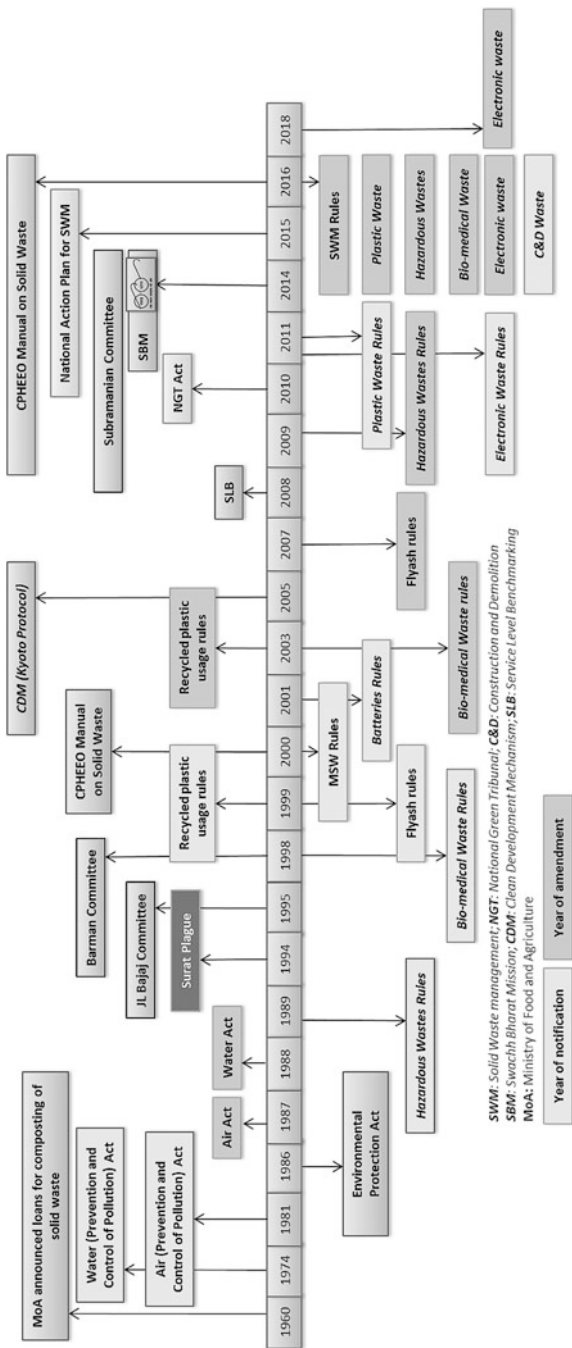 MoA announced loans for composting of
solid waste
Water (Prevention and
Control of Pollution) Act
Air (Prevention and
Control of Pollution) Act
Air Act
Water Act
Barman Committee
JL Bajaj Committee
Surat Plague
CPHEEO Manual
on Solid Waste
Recycled plastic
usage rules
CDM (Kyoto Protocol)
Recycled plastic
usage rules
SLB
CPHEEO Manual on Solid Waste
National Action Plan for SWM
Subramanian Committee
SBM
NGT Act
1960
1974
1981
1986
1987
1988
1989
1994
1995
1998
1999
2000
2001
2003
2005
2007
2008
2009
2010
2011
2014
2015
2016
2018
Environmental
Protection Act
Hazardous Wastes Rules
MSW Rules
Batteries Rules
Flyash rules
Bio-medical Waste Rules
Bio-medical Waste rules
Flyash rules
Plastic Waste Rules
Hazardous Wastes Rules
Electronic Waste Rules
SWM Rules
Plastic Waste
Hazardous Wastes
Bio-medical Waste
Electronic waste
C&D Waste
Electronic waste
SWM: Solid Waste management; NGT: National Green Tribunal; C&D: Construction and Demolition
SBM: Swachh Bharat Mission; CDM: Clean Development Mechanism; SLB: Service Level Benchmarking
MoA: Ministry of Food and Agriculture
Year of notification
Year of amendment